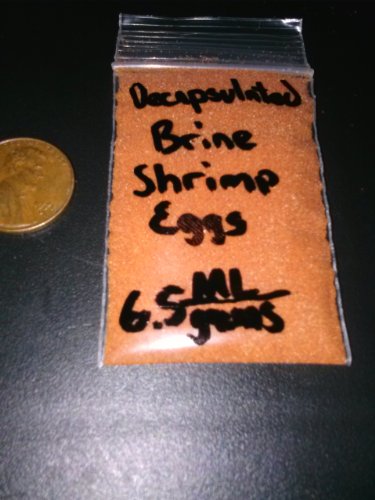 Decapsulated
Brine
Shrimp
Eggs
6.5 ML
grams